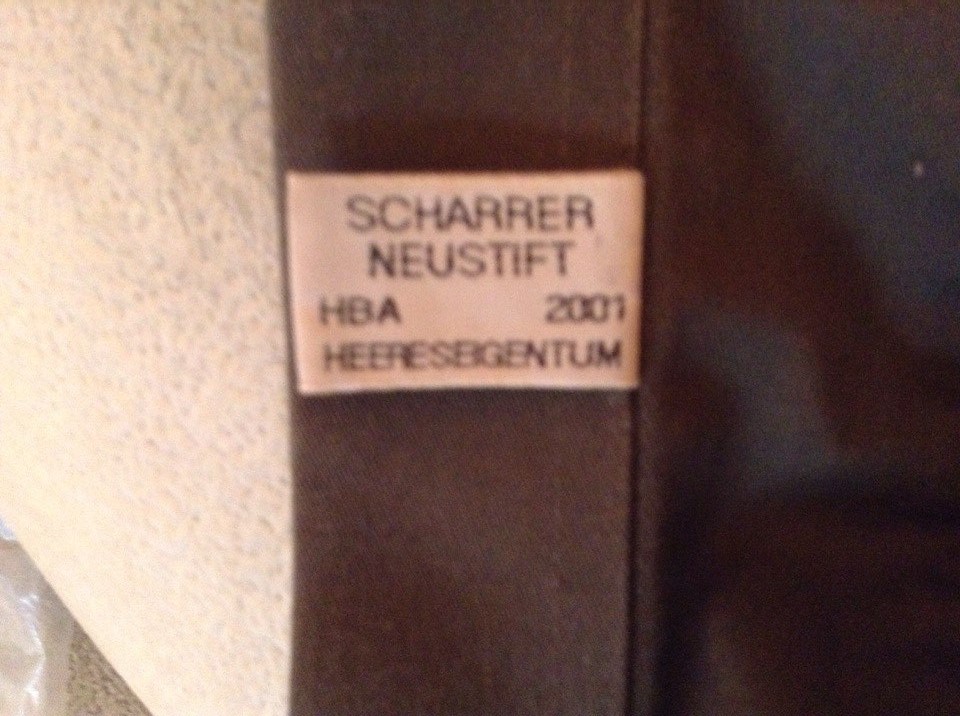 SCHARRER
NEUSTIFT
HBA 2001
HEERESEIGENTUM